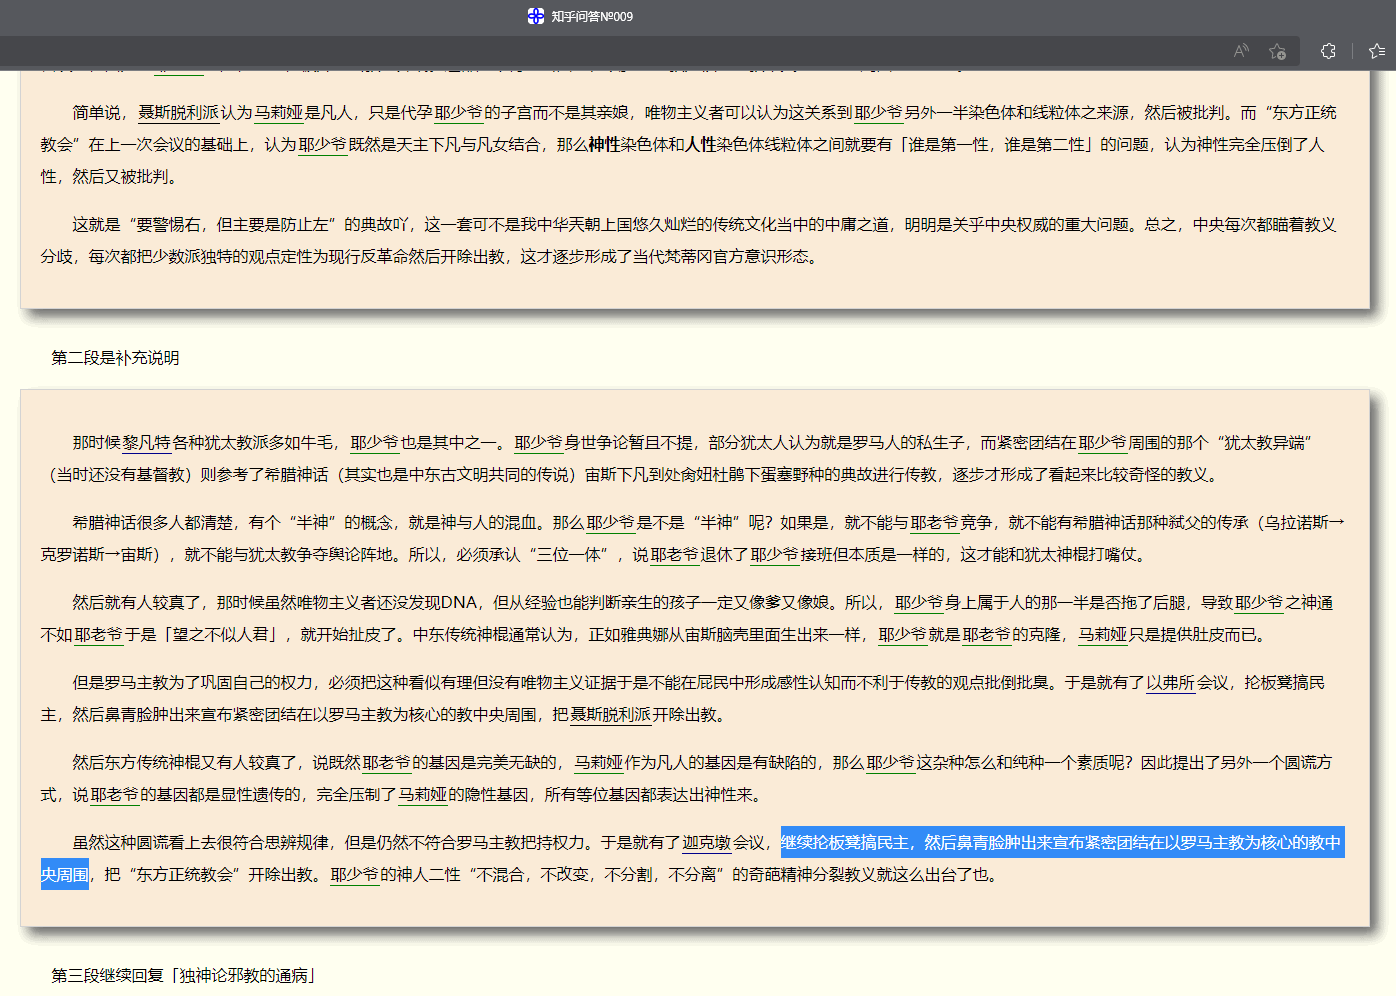 知乎问答№009
简单说，聂斯脱利派认为马莉娅是凡人，只是代孕耶少爷的子宫而不是其亲娘，唯物主义者可以认为这关系到耶少爷另外一半染色体和线粒体之来源，然后被批判。而“东方正统
教会”在上一次会议的基础上，认为耶少爷既然是天主下凡与凡女结合，那么神性染色体和人性染色体线粒体之间就要有「谁是第一性，谁是第二性」的问题，认为神性完全压倒了人
性，然后又被批判。
这就是“要警惕右，但主要是防止左”的典故吖，这一套可不是我中华兲朝上国悠久灿烂的传统文化当中的中庸之道，明明是关乎中央权威的重大问题。总之，中央每次都瞄着教义
分歧，每次都把少数派独特的观点定性为现行反革命然后开除出教，这才逐步形成了当代梵蒂冈官方意识形态。
第二段是补充说明
那时候黎凡特各种犹太教派多如牛毛，耶少爷也是其中之一。耶少爷身世争论暂且不提，部分犹太人认为就是罗马人的私生子，而紧密团结在耶少爷周围的那个“犹太教异端”
（当时还没有基督教）则参考了希腊神话（其实也是中东古文明共同的传说）宙斯下凡到处肏妞杜鹃下蛋塞野种的典故进行传教，逐步才形成了看起来比较奇怪的教义。
希腊神话很多人都清楚，有个“半神”的概念，就是神与人的混血。那么耶少爷是不是“半神”呢？如果是，就不能与耶老爷竞争，就不能有希腊神话那种弑父的传承（乌拉诺斯→
克罗诺斯→宙斯），就不能与犹太教争夺舆论阵地。所以，必须承认“三位一体”，说耶老爷退休了耶少爷接班但本质是一样的，这才能和犹太神棍打嘴仗。
然后就有人较真了，那时候虽然唯物主义者还没发现DNA，但从经验也能判断亲生的孩子一定又像爹又像娘。所以，耶少爷身上属于人的那一半是否拖了后腿，导致耶少爷之神通
不如耶老爷于是「望之不似人君」，就开始扯皮了。中东传统神棍通常认为，正如雅典娜从宙斯脑壳里面生出来一样，耶少爷就是耶老爷的克隆，马莉娅只是提供肚皮而已。
但是罗马主教为了巩固自己的权力，必须把这种看似有理但没有唯物主义证据于是不能在屁民中形成感性认知而不利于传教的观点批倒批臭。于是就有了以弗所会议，抡板凳搞民
主，然后鼻青脸肿出来宣布紧密团结在以罗马主教为核心的教中央周围，把聂斯脱利派开除出教。
然后东方传统神棍又有人较真了，说既然耶老爷的基因是完美无缺的，马莉娅作为凡人的基因是有缺陷的，那么耶少爷这杂种怎么和纯种一个素质呢？因此提出了另外一个圆谎方
式，说耶老爷的基因都是显性遗传的，完全压制了马莉娅的隐性基因，所有等位基因都表达出神性来。
虽然这种圆谎看上去很符合思辨规律，但是仍然不符合罗马主教把持权力。于是就有了迦克墩会议，继续抡板凳搞民主，然后鼻青脸肿出来宣布紧密团结在以罗马主教为核心的教中
央周围，把“东方正统教会”开除出教。耶少爷的神人二性“不混合，不改变，不分割，不分离”的奇葩精神分裂教义就这么出台了也。
第三段继续回复「独神论邪教的通病」